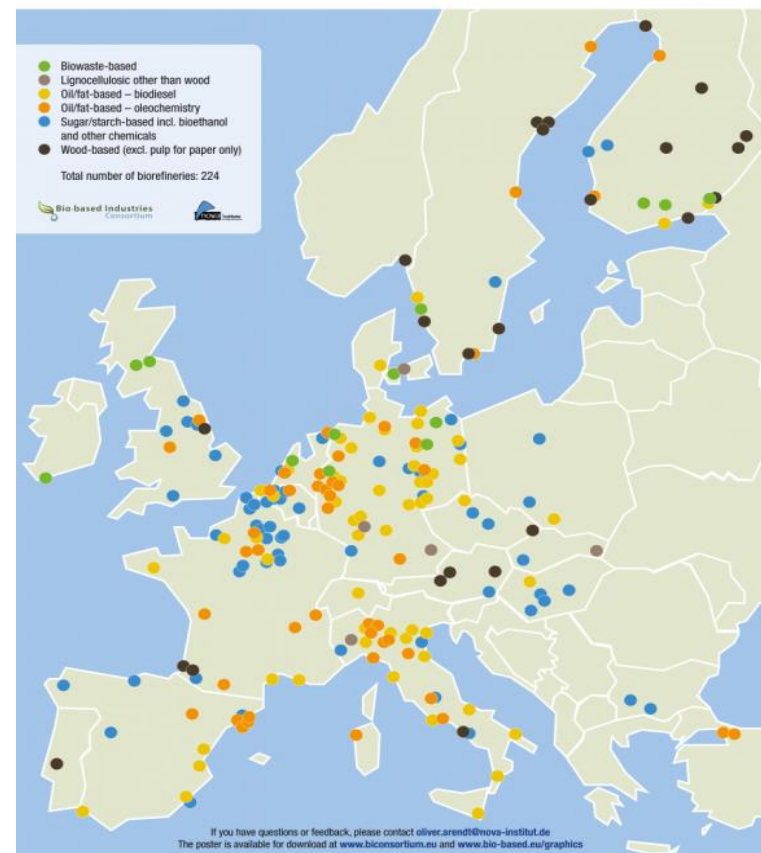 Biowaste-based
Lignocellulosic other than wood
Oil/fat-based – biodiesel
Oil/fat-based – oleochemistry
Sugar/starch-based incl. bioethanol
and other chemicals
Wood-based (excl. pulp for paper only)
Total number of biorefineries: 224
Bio-based Industries
Consortium
nova
If you have questions or feedback, please contact oliver.arendt@nova-institut.de
The poster is available for download at www.biconsortium.eu and www.bio-based.eu/graphics